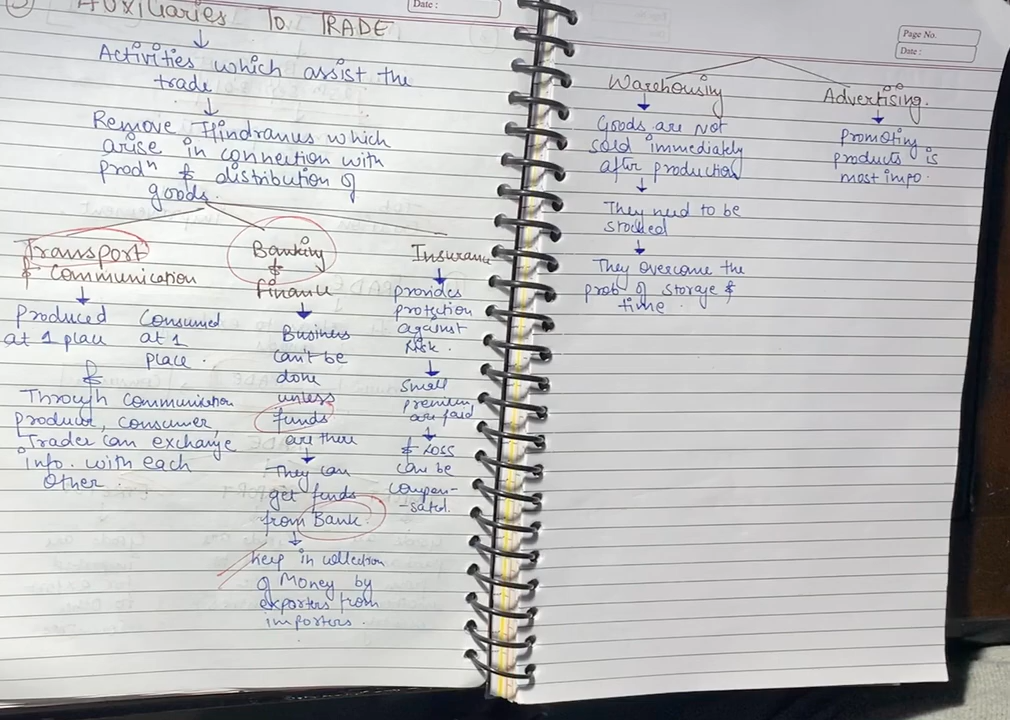 AUXILIARIES TO TRADE
Date :
Activities which assist the
trade
Remove Hindranus which
arise in connection with
prodⁿ & distribution of
goods.
Transport
& Communication
Produced
at 1 place
Consumed
at 1
place.
&
Through communication
producer, consumer,
Trader can exchange
info. with each
other.
Banking
&
finance
Business
can't be
done
unless
funds
are there
They can
get funds
from Bank.
Keep in collection
of Money by
exporters from
importers.
Insurance
provides
protection
against
Risk.
Small
premium
are paid
& Loss
can be
compen-
-sated.
Page No.
Date :
Warehousing
Goods are Not
sold immediately
after production
They need to be
stocked
They overcome the
prob of storage &
time.
Advertising.
Promoting
products is
most impo.